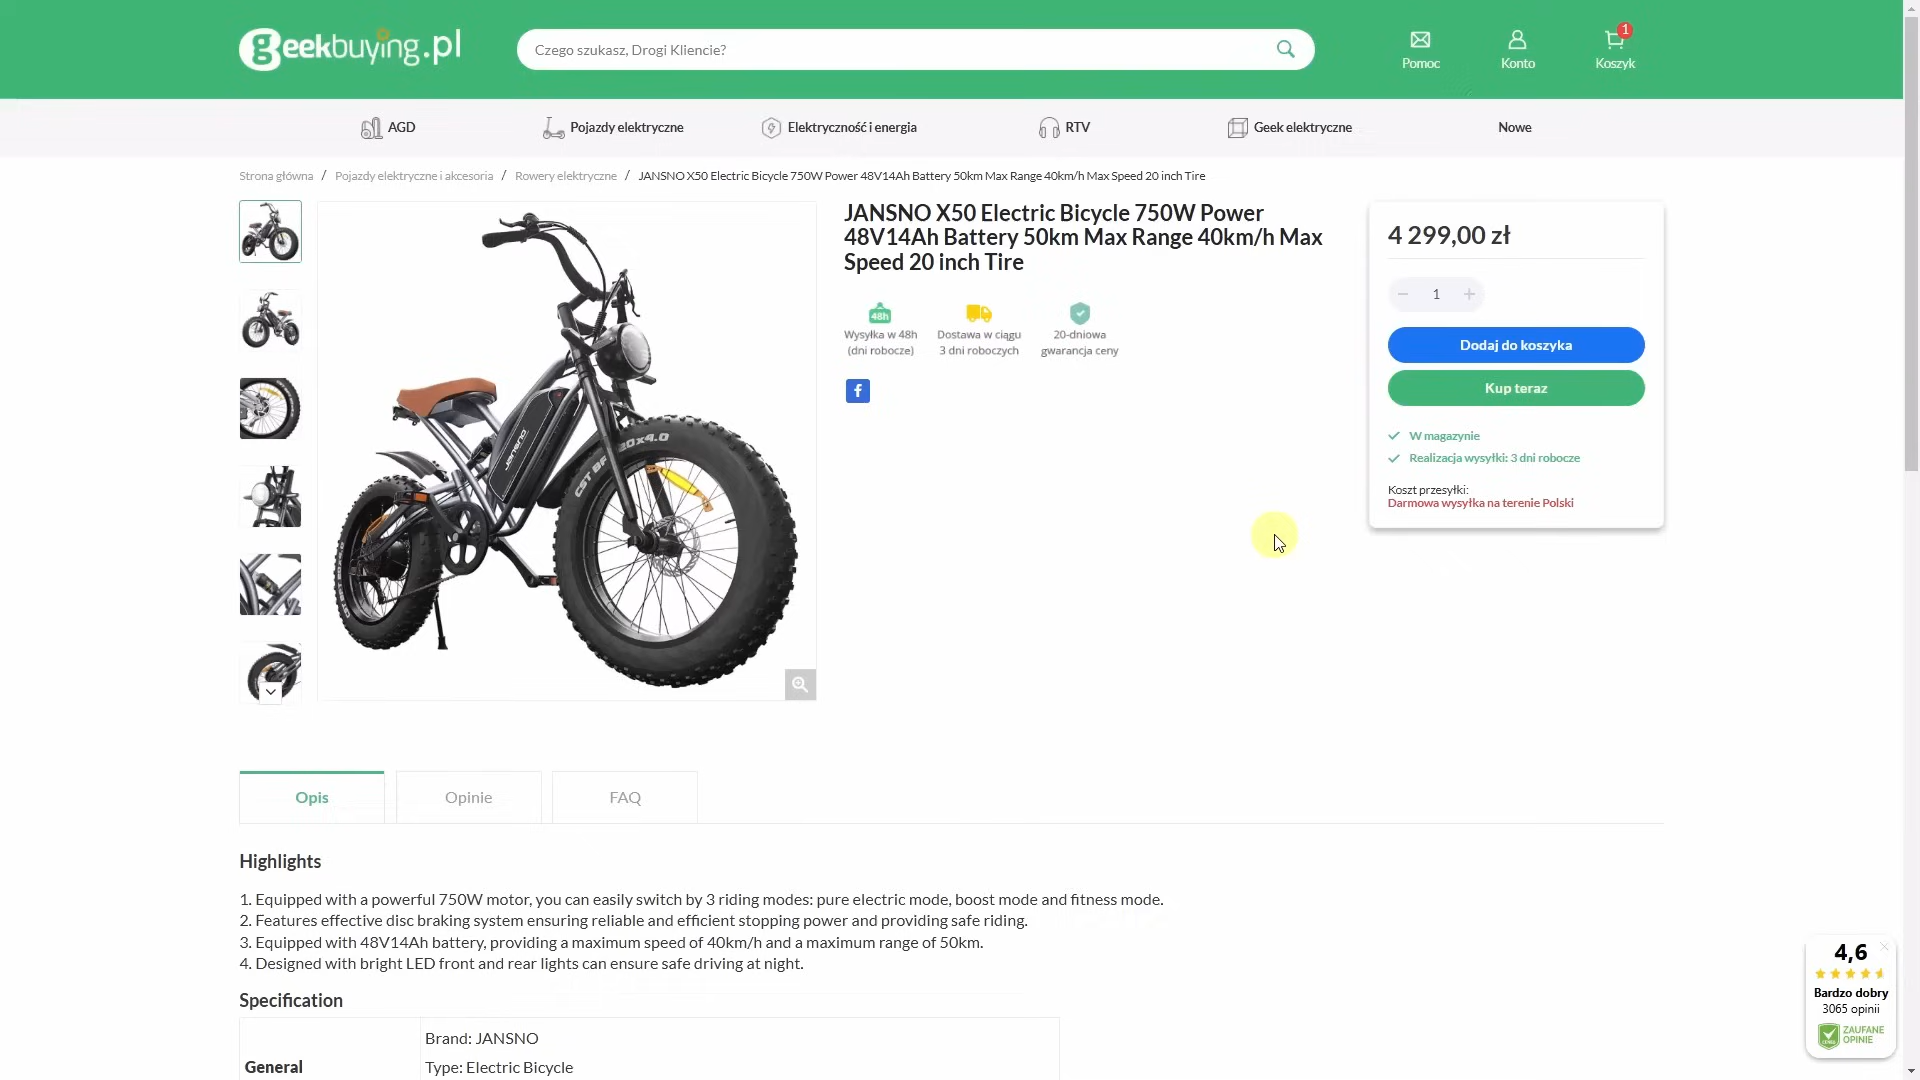 geekbuying.pl
Czego szukasz, Drogi Kliencie?
Pomoc
Konto
1
Koszyk
AGD
Pojazdy elektryczne
Elektryczność i energia
RTV
Geek elektryczne
Nowe
Strona główna / Pojazdy elektryczne i akcesoria / Rowery elektryczne / JANSNO X50 Electric Bicycle 750W Power 48V14Ah Battery 50km Max Range 40km/h Max Speed 20 inch Tire
JANSNO X50 Electric Bicycle 750W Power
48V14Ah Battery 50km Max Range 40km/h Max
Speed 20 inch Tire
48h
Wysyłka w 48h
(dni robocze)
Dostawa w ciągu
3 dni roboczych
20-dniowa
gwarancja ceny
f
4 299,00 zł
− 1 +
Dodaj do koszyka
Kup teraz
W magazynie
Realizacja wysyłki: 3 dni robocze
Koszt przesyłki:
Darmowa wysyłka na terenie Polski
JANSNO
CST BF 20x4.0
Opis
Opinie
FAQ
Highlights
1. Equipped with a powerful 750W motor, you can easily switch by 3 riding modes: pure electric mode, boost mode and fitness mode.
2. Features effective disc braking system ensuring reliable and efficient stopping power and providing safe riding.
3. Equipped with 48V14Ah battery, providing a maximum speed of 40km/h and a maximum range of 50km.
4. Designed with bright LED front and rear lights can ensure safe driving at night.
Specification
General
Brand: JANSNO
Type: Electric Bicycle
4,6
Bardzo dobry
3065 opinii
ZAUFANE
OPINIE